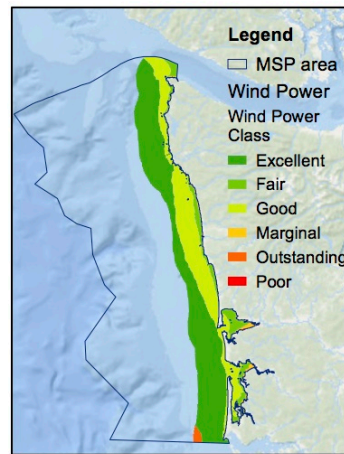 Legend
MSP area
Wind Power
Wind Power
Class
Excellent
Fair
Good
Marginal
Outstanding
Poor